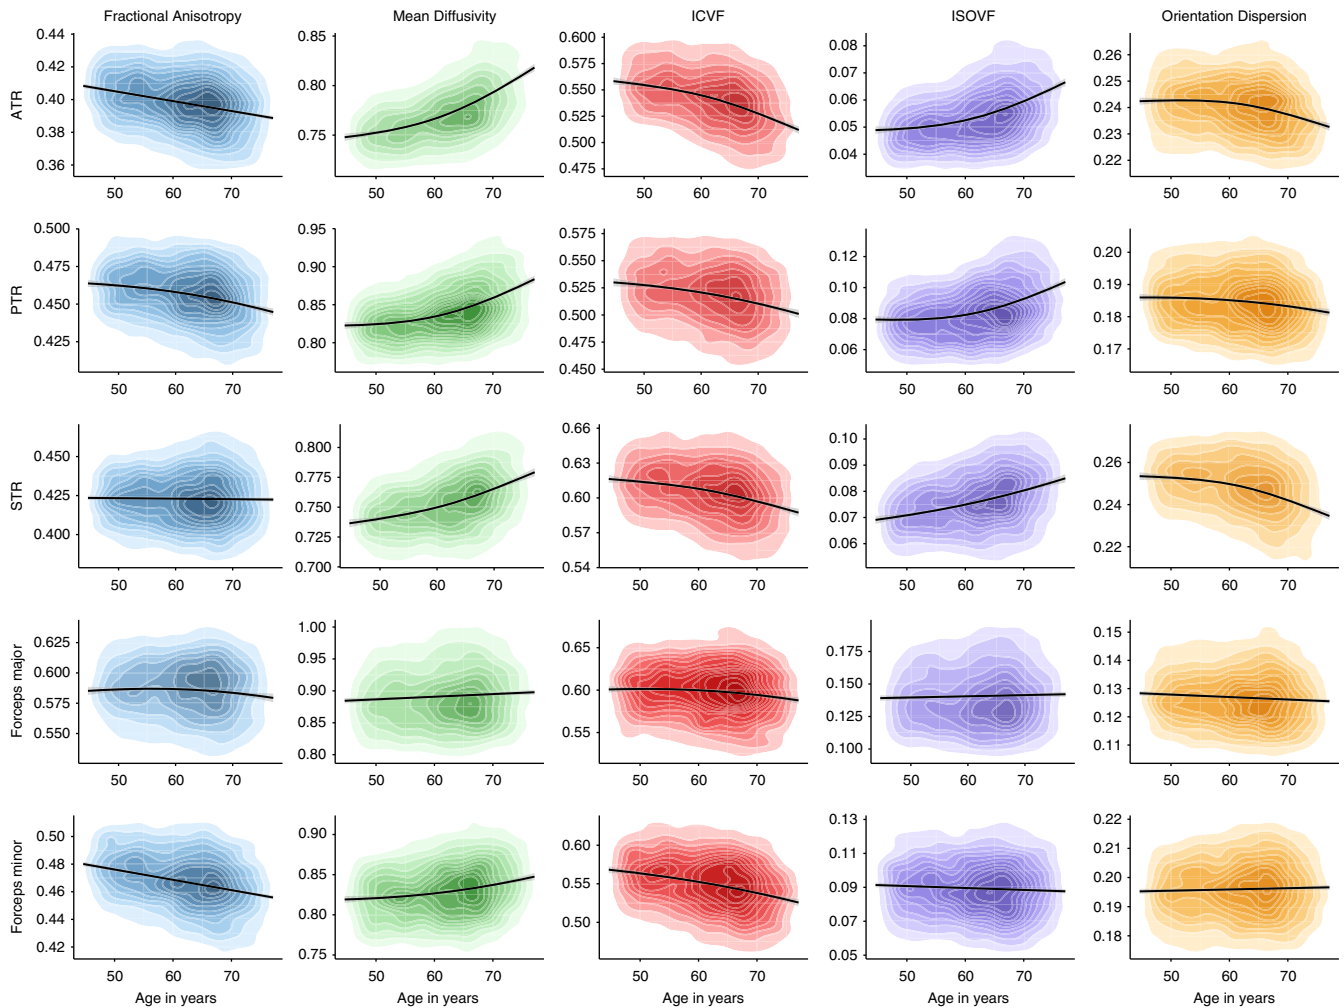 Fractional Anisotropy Mean Diffusivity ICVF ISOVF Orientation Dispersion
ATR
0.44 0.42 0.40 0.38 0.36
50 60 70
0.85 0.80 0.75
50 60 70
0.600 0.575 0.550 0.525 0.500 0.475
50 60 70
0.08 0.07 0.06 0.05 0.04
50 60 70
0.26 0.25 0.24 0.23 0.22
50 60 70
PTR
0.500 0.475 0.450 0.425
50 60 70
0.95 0.90 0.85 0.80
50 60 70
0.575 0.550 0.525 0.500 0.475 0.450
50 60 70
0.12 0.10 0.08 0.06
50 60 70
0.20 0.19 0.18 0.17
50 60 70
STR
0.450 0.425 0.400
50 60 70
0.800 0.775 0.750 0.725 0.700
50 60 70
0.66 0.63 0.60 0.57 0.54
50 60 70
0.10 0.09 0.08 0.07 0.06
50 60 70
0.26 0.24 0.22
50 60 70
Forceps major
0.625 0.600 0.575 0.550
50 60 70
1.00 0.95 0.90 0.85 0.80
50 60 70
0.65 0.60 0.55
50 60 70
0.175 0.150 0.125 0.100
50 60 70
0.15 0.14 0.13 0.12 0.11
50 60 70
Forceps minor
0.50 0.48 0.46 0.44 0.42
50 60 70
0.90 0.85 0.80 0.75
50 60 70
0.60 0.55 0.50
50 60 70
0.13 0.11 0.09 0.07 0.05
50 60 70
0.22 0.21 0.20 0.19 0.18
50 60 70
Age in years Age in years Age in years Age in years Age in years